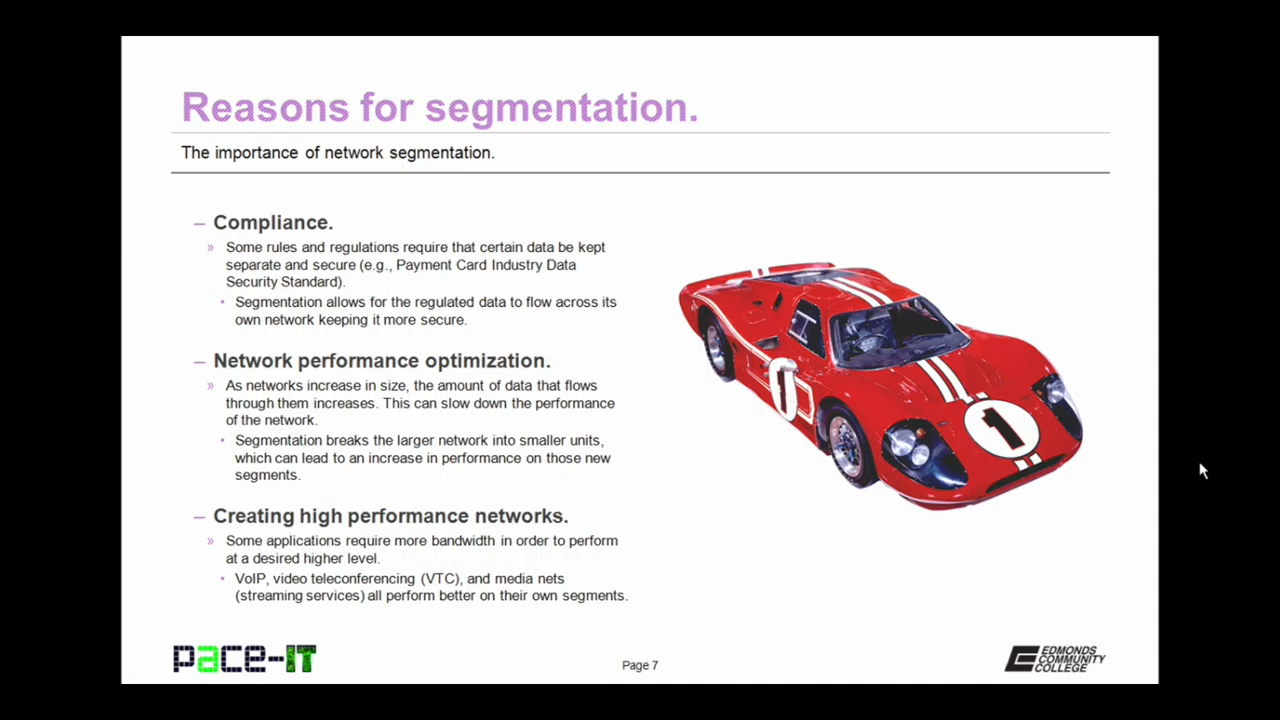 Reasons for segmentation.
The importance of network segmentation.
– Compliance.
» Some rules and regulations require that certain data be kept
separate and secure (e.g., Payment Card Industry Data
Security Standard).
• Segmentation allows for the regulated data to flow across its
own network keeping it more secure.
– Network performance optimization.
» As networks increase in size, the amount of data that flows
through them increases. This can slow down the performance
of the network.
• Segmentation breaks the larger network into smaller units,
which can lead to an increase in performance on those new
segments.
– Creating high performance networks.
» Some applications require more bandwidth in order to perform
at a desired higher level.
• VoIP, video teleconferencing (VTC), and media nets
(streaming services) all perform better on their own segments.
1
1
pace-IT
Page 7
EDMONDS
COMMUNITY
COLLEGE